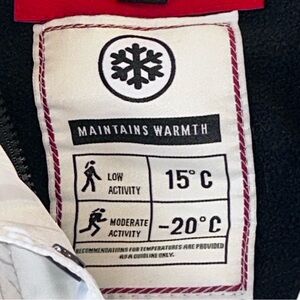 MAINTAINS WARMTH
LOW
ACTIVITY
15°C
MODERATE
ACTIVITY
-20°C
RECOMMENDATIONS FOR TEMPERATURES ARE PROVIDED
AS A GUIDELINE ONLY.